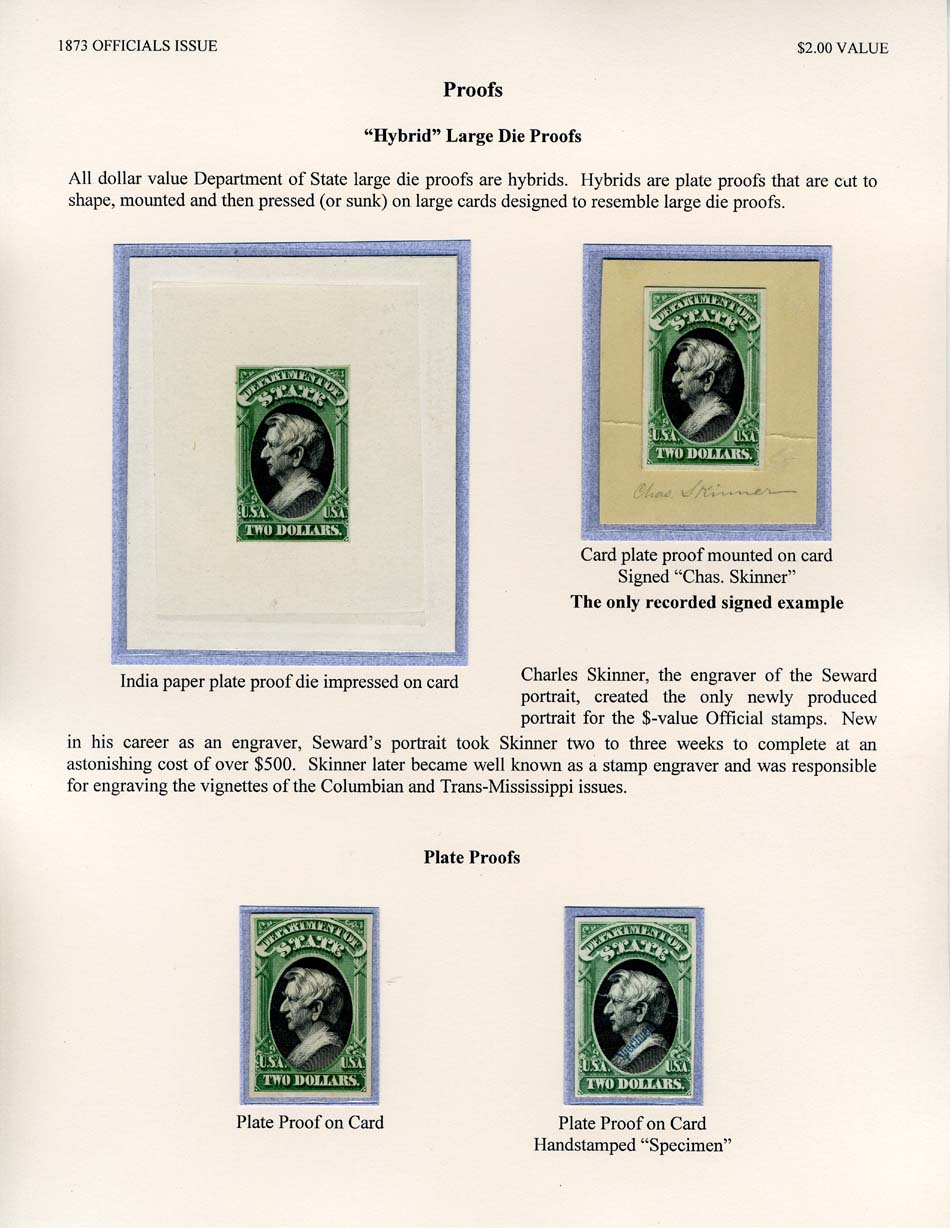 1873 OFFICIALS ISSUE
$2.00 VALUE
Proofs
“Hybrid” Large Die Proofs
All dollar value Department of State large die proofs are hybrids. Hybrids are plate proofs that are cut to
shape, mounted and then pressed (or sunk) on large cards designed to resemble large die proofs.
DEPARTMENT OF
STATE
U.S.A. U.S.A.
TWO DOLLARS.
India paper plate proof die impressed on card
DEPARTMENT OF
STATE
U.S.A. U.S.A.
TWO DOLLARS.
Chas. Skinner
Card plate proof mounted on card
Signed “Chas. Skinner”
The only recorded signed example
Charles Skinner, the engraver of the Seward
portrait, created the only newly produced
portrait for the $-value Official stamps. New
in his career as an engraver, Seward’s portrait took Skinner two to three weeks to complete at an
astonishing cost of over $500. Skinner later became well known as a stamp engraver and was responsible
for engraving the vignettes of the Columbian and Trans-Mississippi issues.
Plate Proofs
DEPARTMENT OF
STATE
U.S.A. U.S.A.
TWO DOLLARS.
Plate Proof on Card
DEPARTMENT OF
STATE
Specimen
U.S.A. U.S.A.
TWO DOLLARS.
Plate Proof on Card
Handstamped “Specimen”